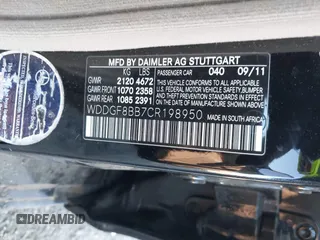 MFD BY DAIMLER AG STUTTGART
KG LBS PASSENGER CAR 040 09/11
GVWR 2120 4672
GAWR FRONT 1070 2358
GAWR REAR 1085 2391
THIS VEHICLE CONFORMS TO ALL APPLICABLE
U.S. FEDERAL MOTOR VEHICLE SAFETY, BUMPER
AND THEFT PREVENTION STANDARDS IN EFFECT
ON THE DATE OF MANUFACTURE SHOWN ABOVE.
WDDGF8BB7CR198950
MADE IN SOUTH AFRICA
DREAMBID